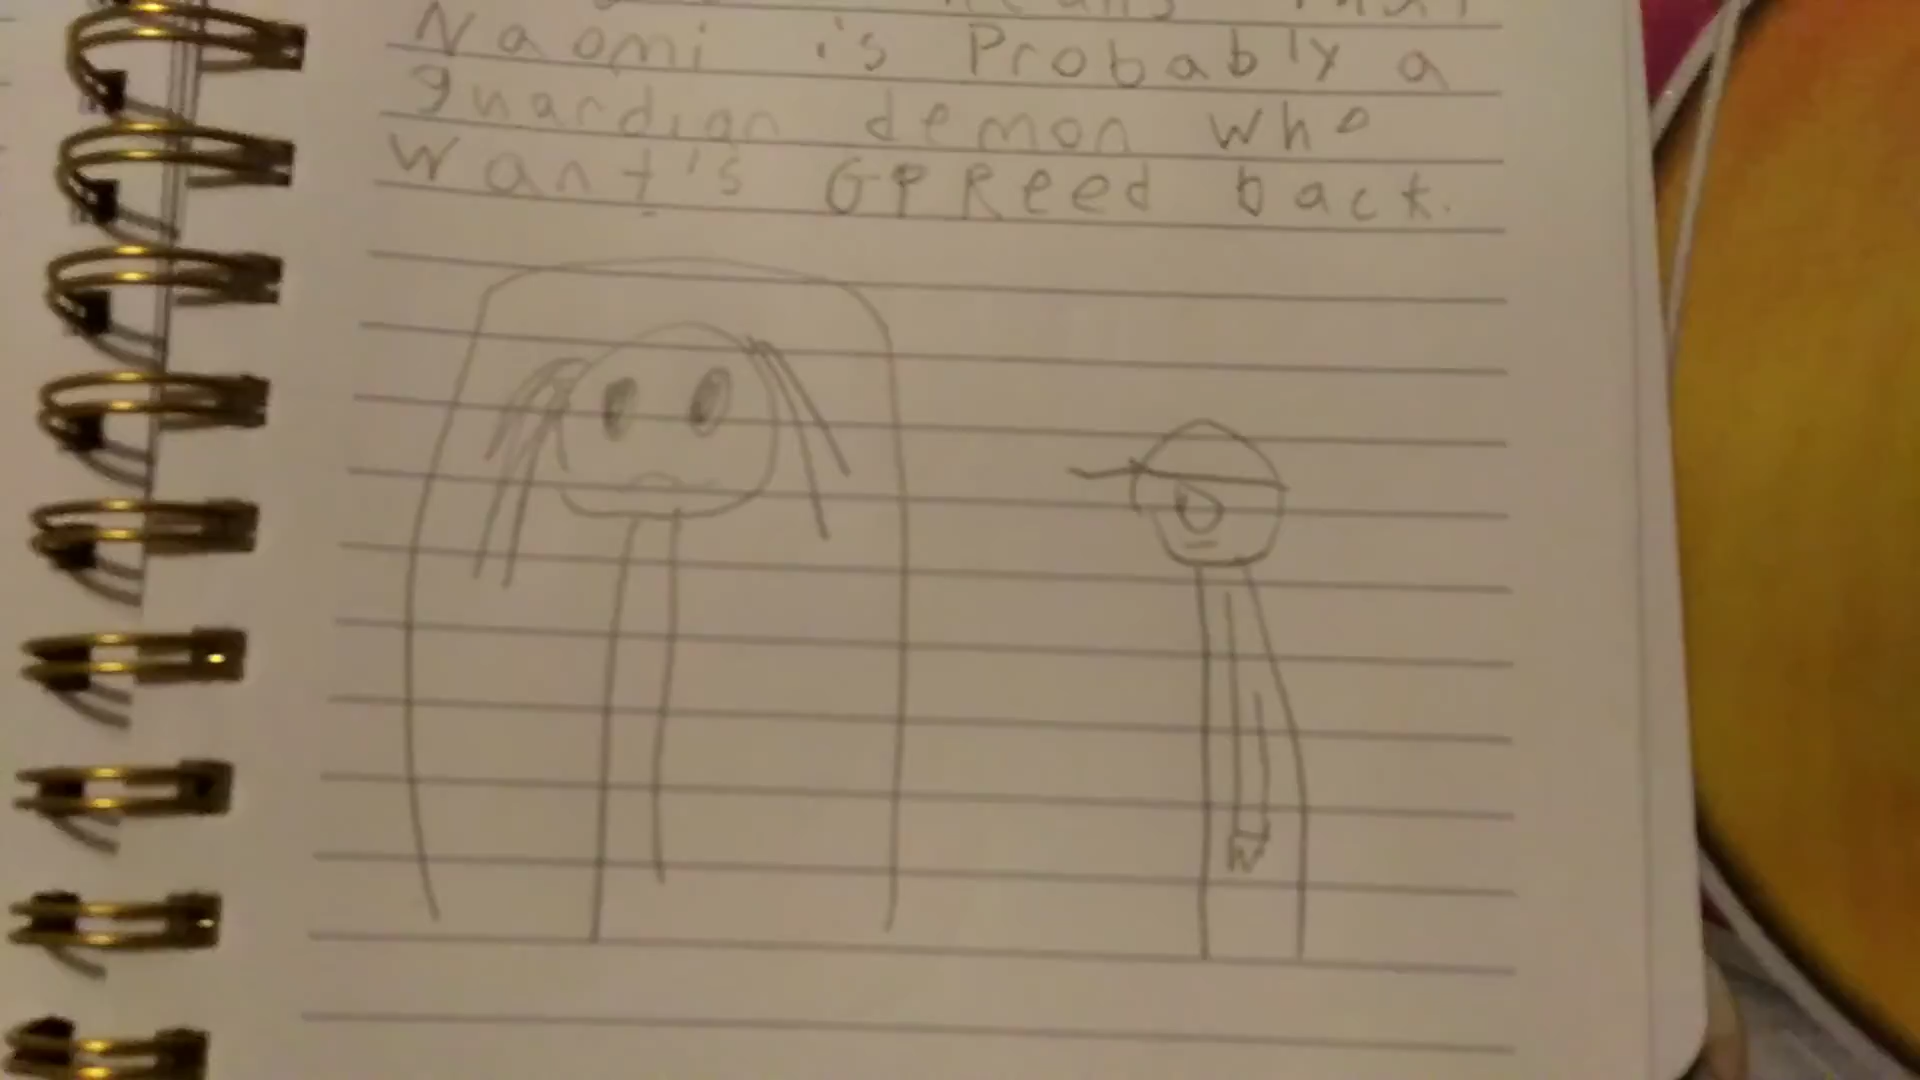 Naomi is Probably a
guardian demon who
want's GPReed back.